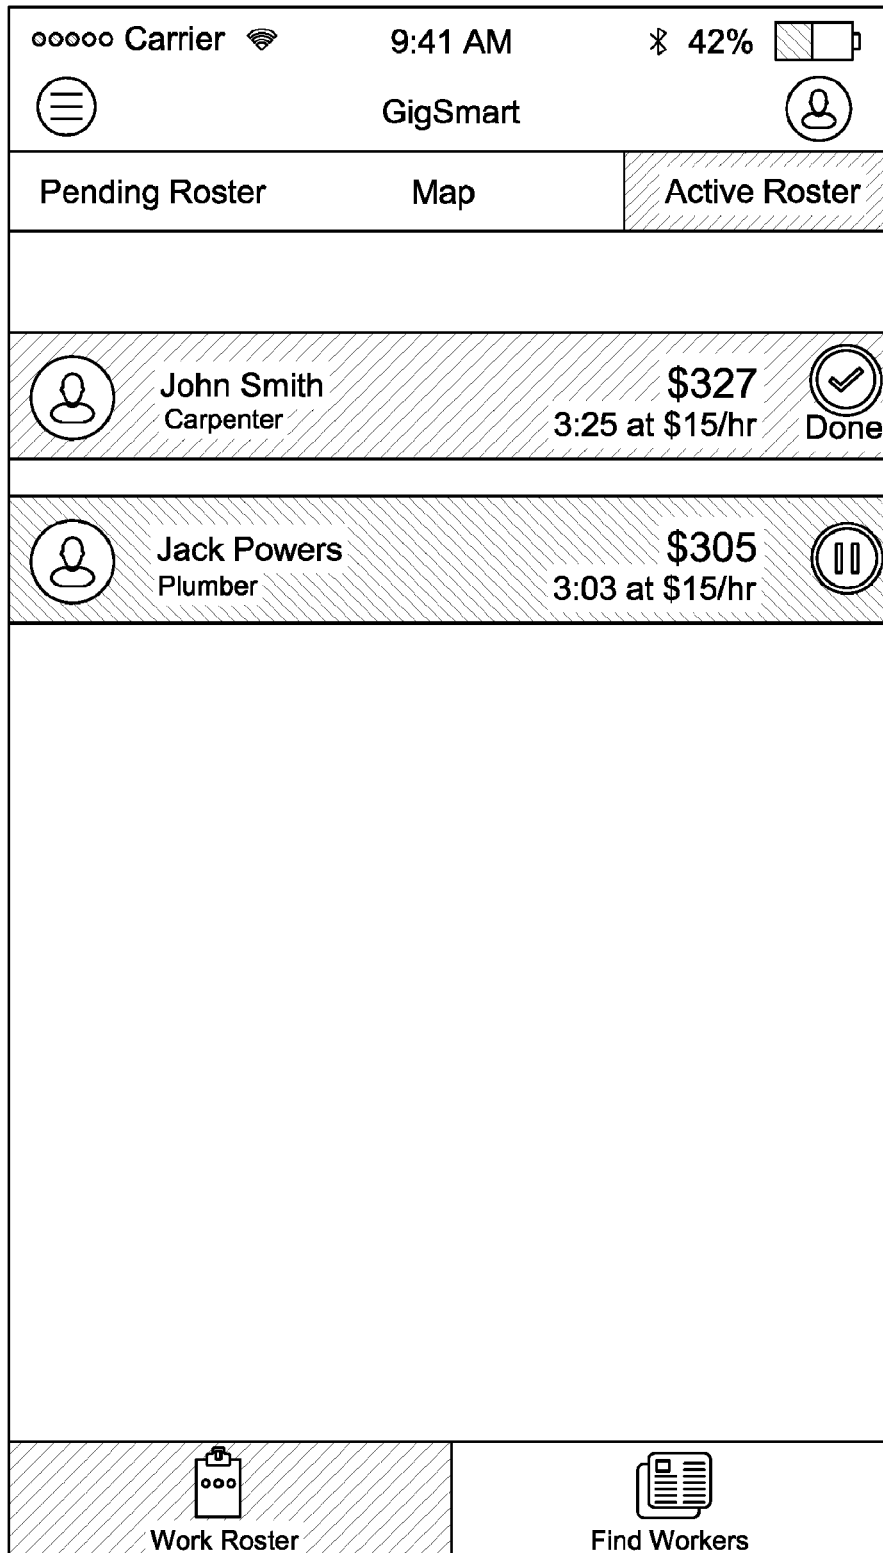 Carrier 9:41 AM 42%
GigSmart
Pending Roster Map Active Roster
John Smith $327
Carpenter 3:25 at $15/hr Done
Jack Powers $305
Plumber 3:03 at $15/hr
Work Roster Find Workers